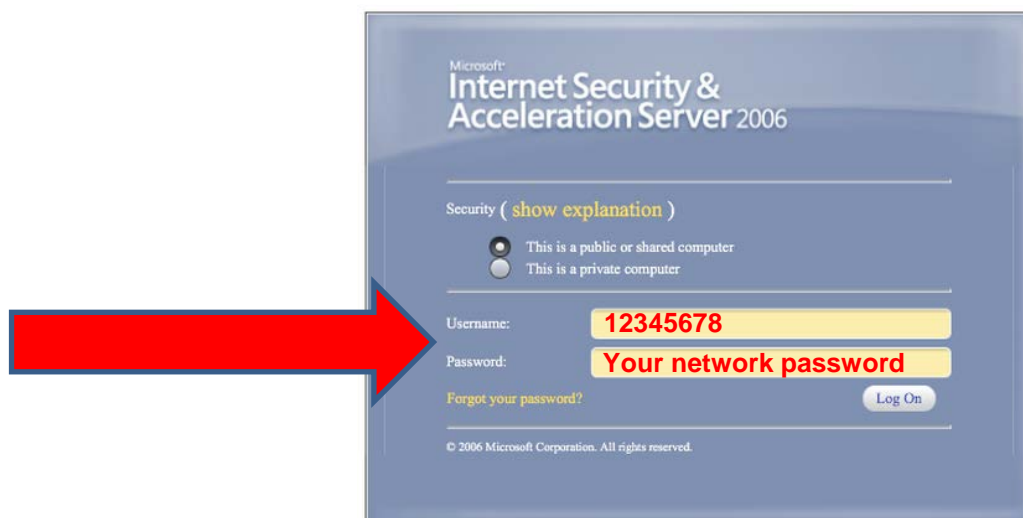 Microsoft®
Internet Security &
Acceleration Server 2006
Security ( show explanation )
This is a public or shared computer
This is a private computer
Username: 12345678
Password: Your network password
Forgot your password? Log On
© 2006 Microsoft Corporation. All rights reserved.